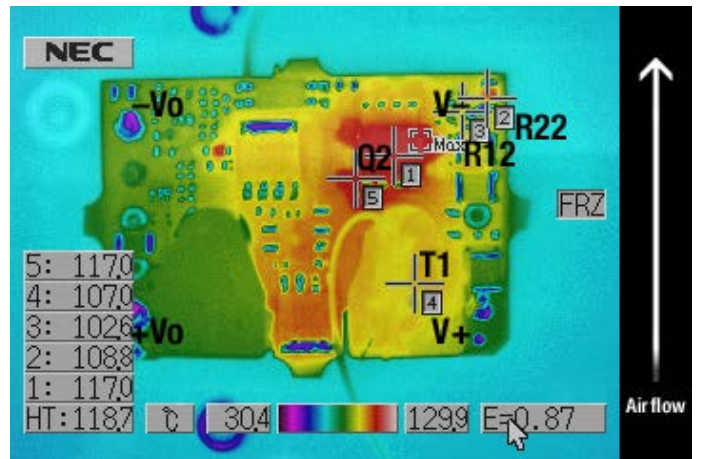 NEC
-Vo
V-
2
R22
3
Max
R12
Q2
1
5
FRZ
T1
4
5: 117.0
4: 107.0
3: 102.6
2: 108.8
1: 117.0
+Vo
V+
HT:118.7 ℃ 30.4 129.9 E=0.87
Airflow